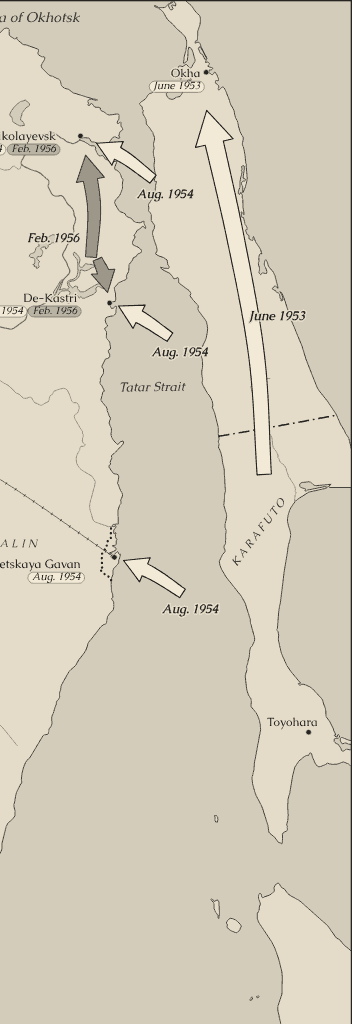 a of Okhotsk
Okha
June 1953
kolayevsk
4 Feb. 1956
Aug. 1954
Feb. 1956
De-Kastri
1954 Feb. 1956
June 1953
Aug. 1954
Tatar Strait
KARAFUTO
ALIN
etskaya Gavan
Aug. 1954
Aug. 1954
Toyohara